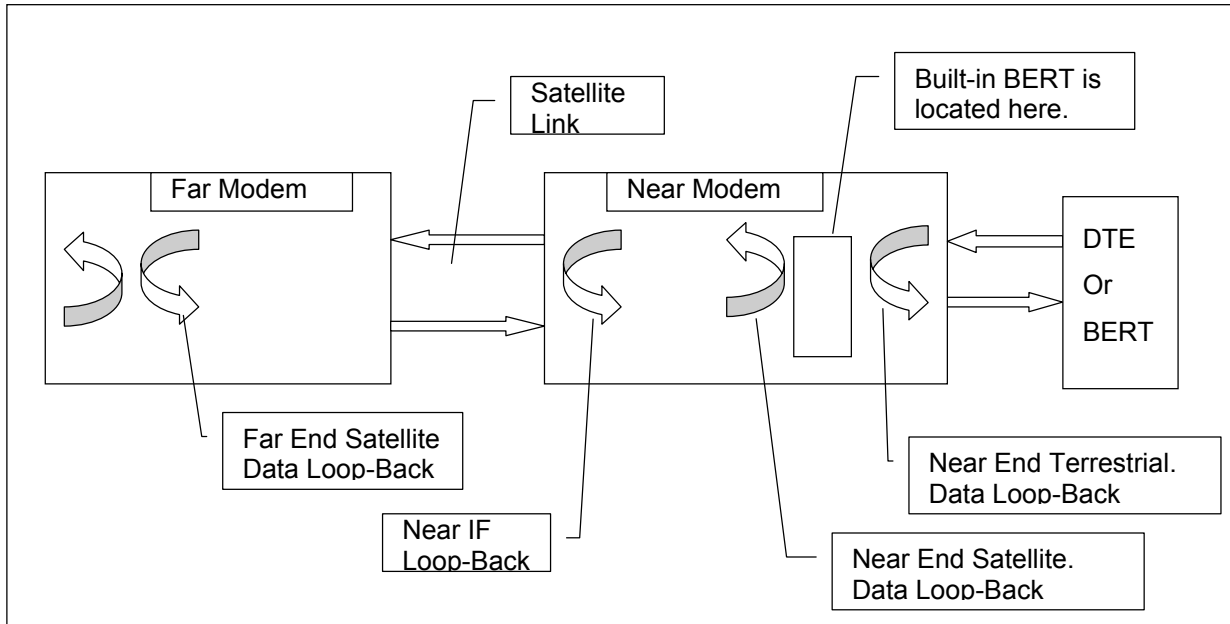 Satellite
Link
Built-in BERT is
located here.
Far Modem
Near Modem
DTE
Or
BERT
Far End Satellite
Data Loop-Back
Near IF
Loop-Back
Near End Terrestrial.
Data Loop-Back
Near End Satellite.
Data Loop-Back